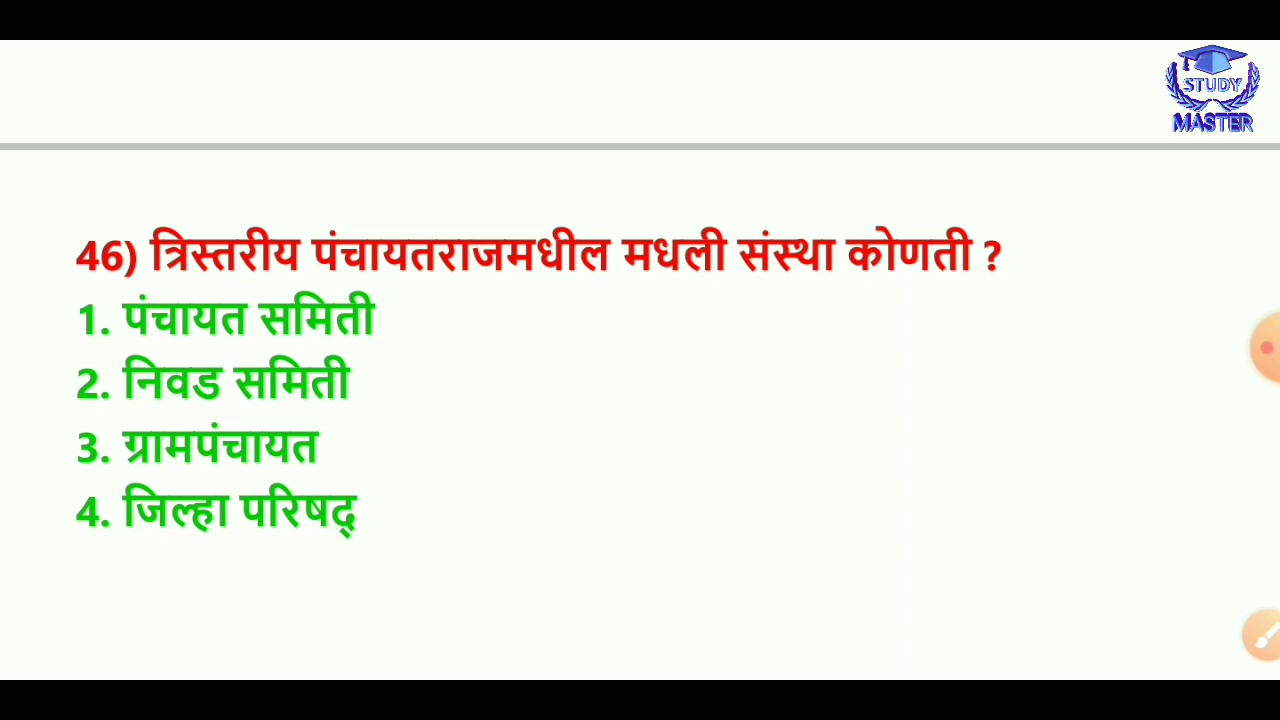 STUDY
MASTER
46) त्रिस्तरीय पंचायतराजमधील मधली संस्था कोणती ?
1. पंचायत समिती
2. निवड समिती
3. ग्रामपंचायत
4. जिल्हा परिषद्